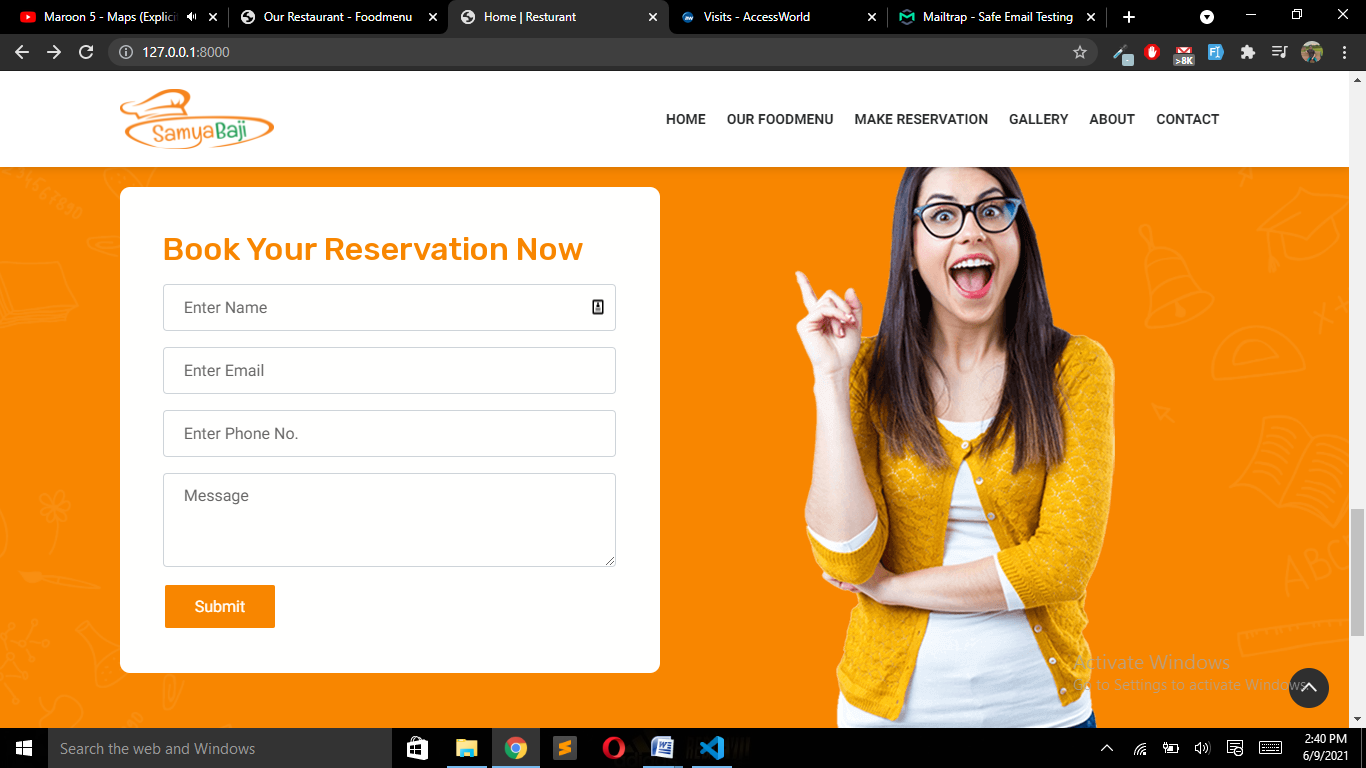 Maroon 5 - Maps (Explici
Our Restaurant - Foodmenu
Home | Resturant
Visits - AccessWorld
Mailtrap - Safe Email Testing
127.0.0.1:8000
>8K
SamyaBaji
HOME
OUR FOODMENU
MAKE RESERVATION
GALLERY
ABOUT
CONTACT
Book Your Reservation Now
Enter Name
Enter Email
Enter Phone No.
Message
Submit
ABC
Activate Windows
Go to Settings to activate Windows.
Search the web and Windows
2:40 PM
6/9/2021